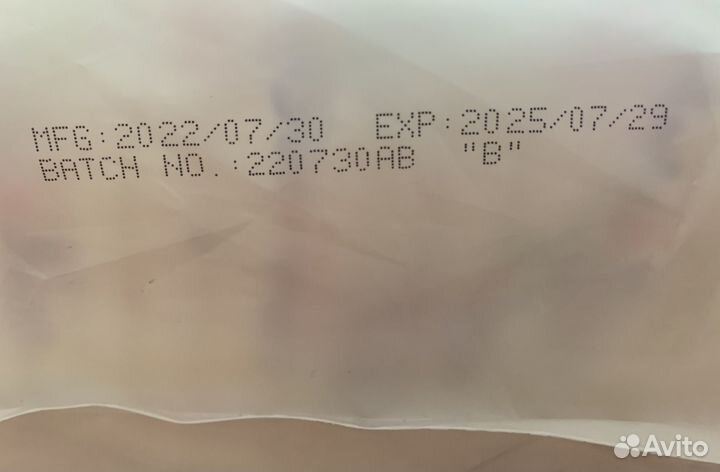 MFG:2022/07/30 EXP:2025/07/29
BATCH NO.:220730AB "B"
Avito